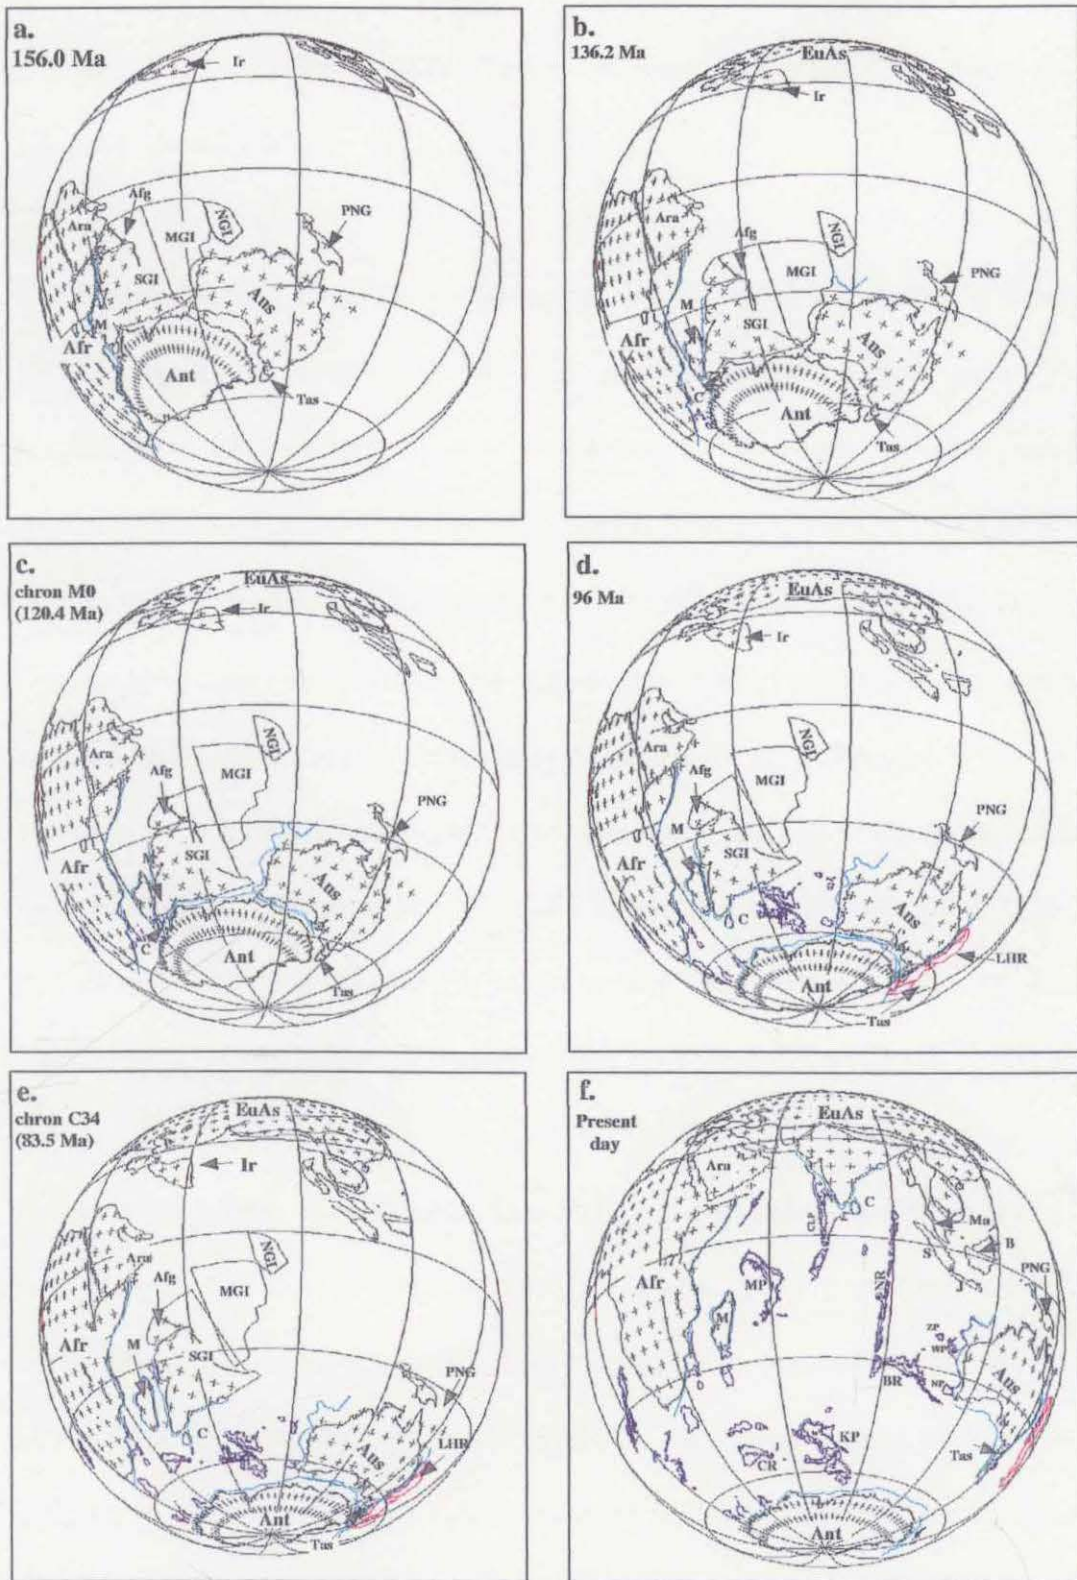 a.
156.0 Ma
Ir
Afg
Ara
MGI
NGI
PNG
SGI
Aus
M
Afr
Ant
Tas
b.
136.2 Ma
EuAs
Ir
Ara
Afg
NGI
MGI
PNG
M
SGI
Afr
Aus
C
Ant
Tas
c.
chron M0
(120.4 Ma)
EuAs
Ir
Ara
Afg
MGI
NGI
PNG
SGI
M
Afr
Aus
C
Ant
Tas
d.
96 Ma
EuAs
Ir
Ara
Afg
NGI
MGI
PNG
M
SGI
Afr
C
Aus
LHR
Ant
Tas
e.
chron C34
(83.5 Ma)
EuAs
Ir
NGI
Ara
Afg
MGI
Afr
M
SGI
PNG
C
Aus
LHR
Ant
Tas
f.
Present
day
EuAs
Ara
C
CLP
Ma
S
B
PNG
Afr
MP
NR
M
ZP
WP
Aus
BR
NP
KP
CR
Tas
Ant